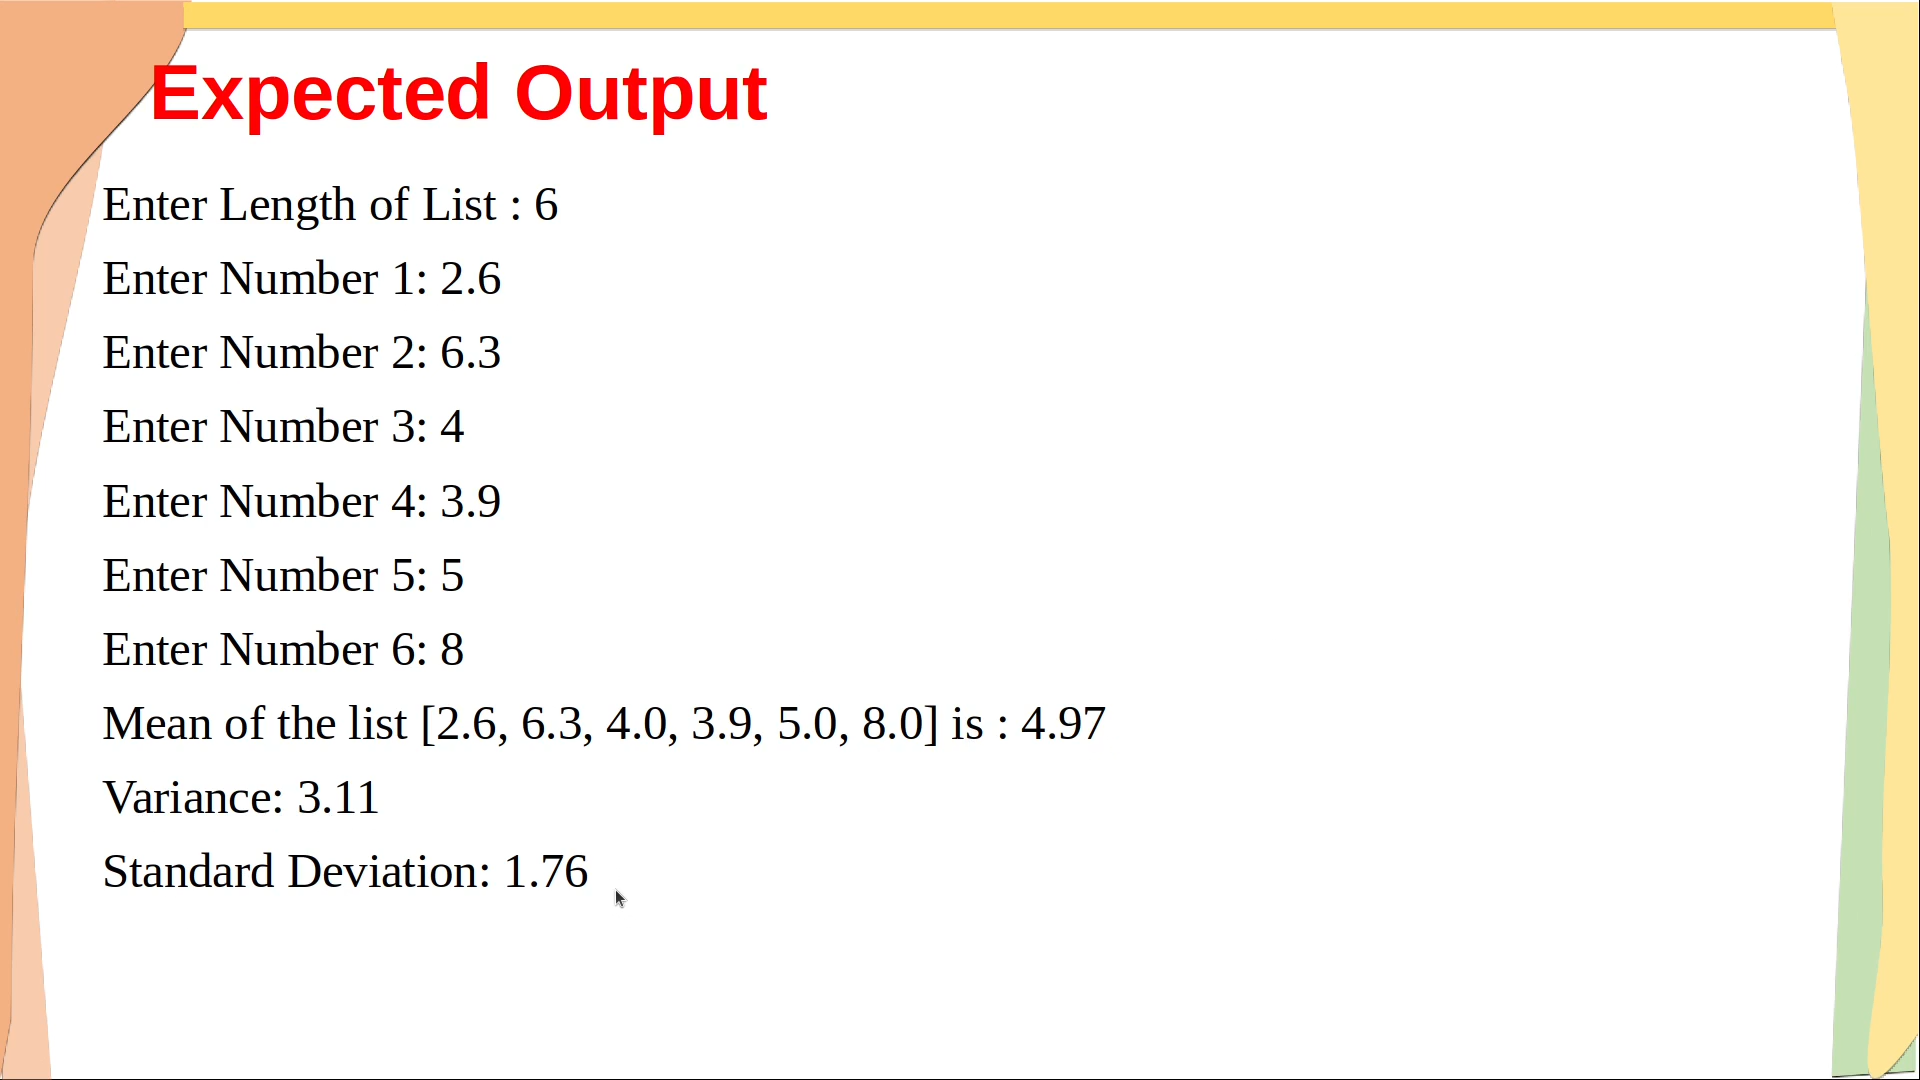 Expected Output
Enter Length of List : 6
Enter Number 1: 2.6
Enter Number 2: 6.3
Enter Number 3: 4
Enter Number 4: 3.9
Enter Number 5: 5
Enter Number 6: 8
Mean of the list [2.6, 6.3, 4.0, 3.9, 5.0, 8.0] is : 4.97
Variance: 3.11
Standard Deviation: 1.76